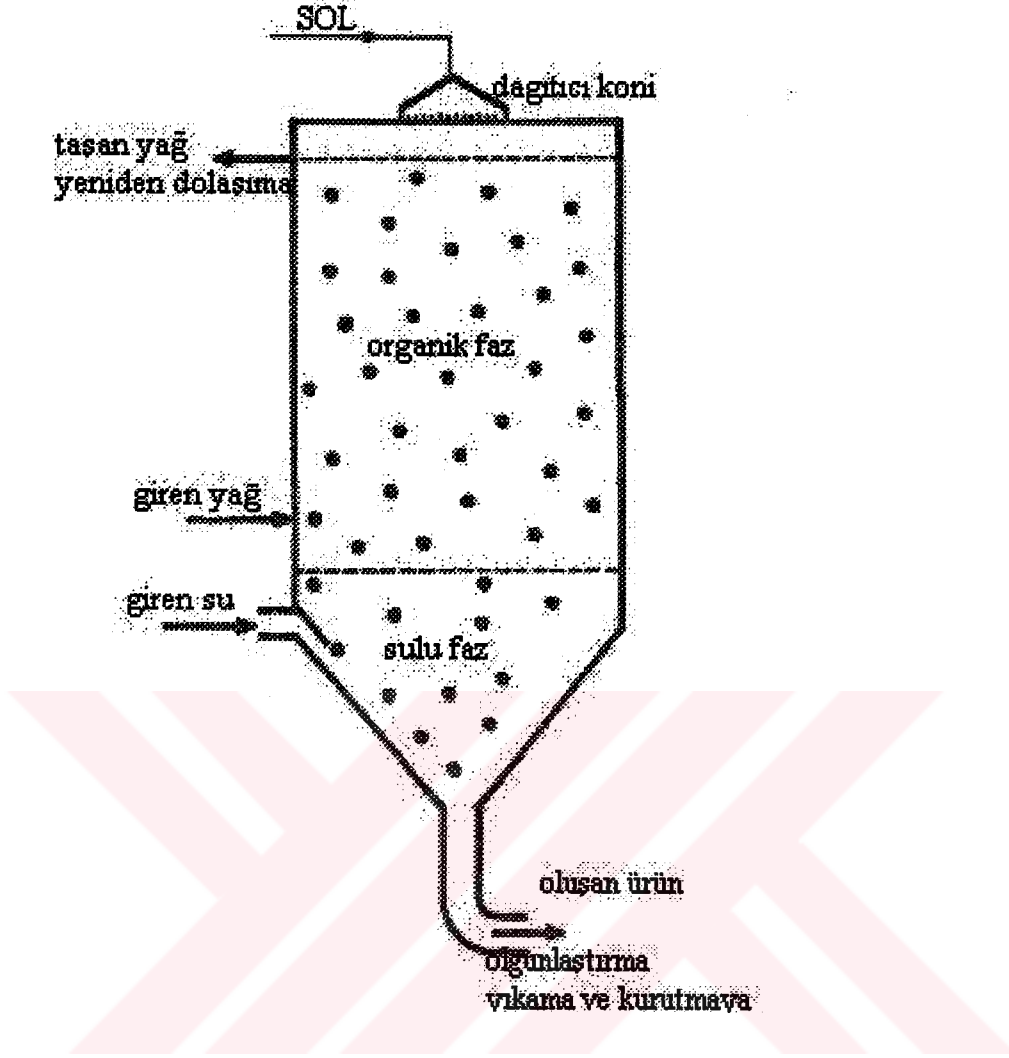 SOL
dagıtıcı koni
taşan yağ
yeniden dolaşıma
organik faz
giren yağ
giren su
sulu faz
oluşan ürün
olgunlaştırma
yıkama ve kurutmaya